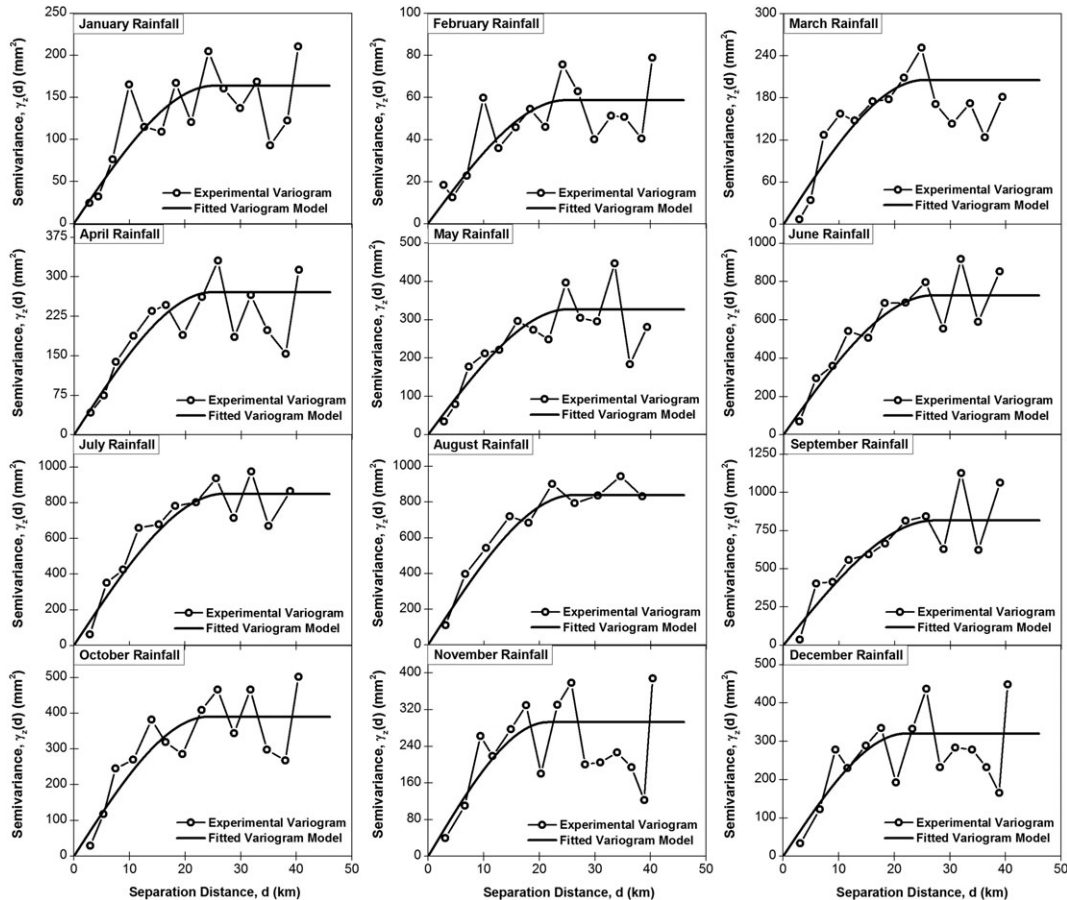 January Rainfall
Semivariance, γz(d) (mm²)
250
200
150
100
50
0
Experimental Variogram
Fitted Variogram Model
February Rainfall
Semivariance, γz(d) (mm²)
100
80
60
40
20
0
Experimental Variogram
Fitted Variogram Model
March Rainfall
Semivariance, γz(d) (mm²)
300
240
180
120
60
0
Experimental Variogram
Fitted Variogram Model
April Rainfall
Semivariance, γz(d) (mm²)
375
300
225
150
75
0
Experimental Variogram
Fitted Variogram Model
May Rainfall
Semivariance, γz(d) (mm²)
500
400
300
200
100
0
Experimental Variogram
Fitted Variogram Model
June Rainfall
Semivariance, γz(d) (mm²)
1000
800
600
400
200
0
Experimental Variogram
Fitted Variogram Model
July Rainfall
Semivariance, γz(d) (mm²)
1000
800
600
400
200
0
Experimental Variogram
Fitted Variogram Model
August Rainfall
Semivariance, γz(d) (mm²)
1000
800
600
400
200
0
Experimental Variogram
Fitted Variogram Model
September Rainfall
Semivariance, γz(d) (mm²)
1250
1000
750
500
250
0
Experimental Variogram
Fitted Variogram Model
October Rainfall
Semivariance, γz(d) (mm²)
500
400
300
200
100
0
Experimental Variogram
Fitted Variogram Model
0 10 20 30 40 50
Separation Distance, d (km)
November Rainfall
Semivariance, γz(d) (mm²)
400
320
240
160
80
0
Experimental Variogram
Fitted Variogram Model
0 10 20 30 40 50
Separation Distance, d (km)
December Rainfall
Semivariance, γz(d) (mm²)
500
400
300
200
100
0
Experimental Variogram
Fitted Variogram Model
0 10 20 30 40 50
Separation Distance, d (km)